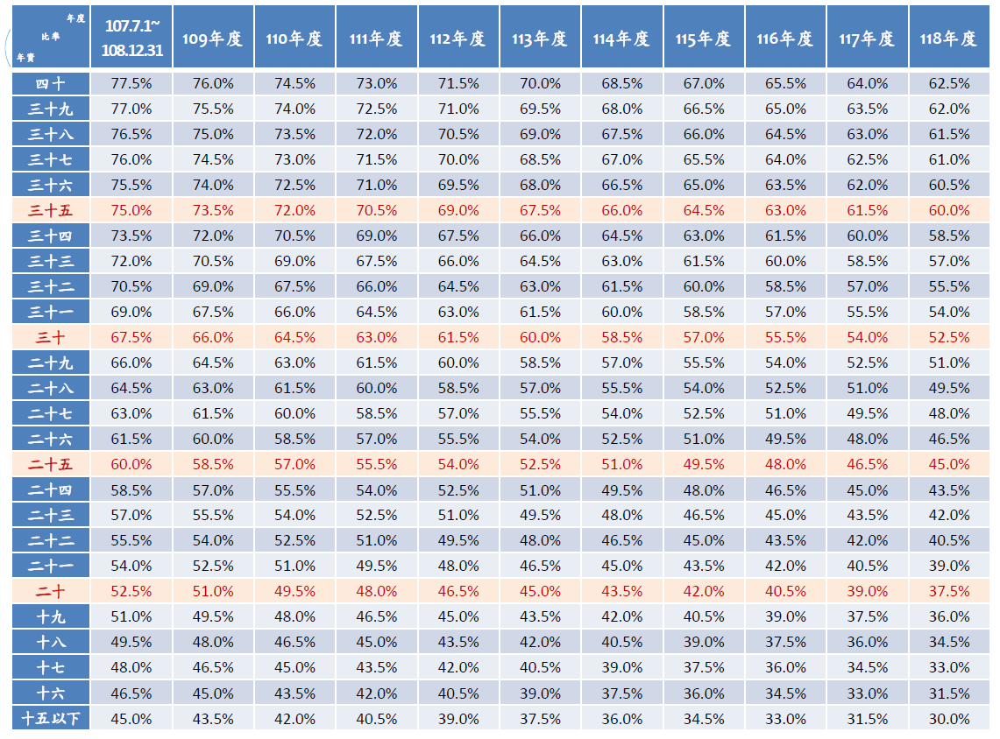 年度
比率
年資
107.7.1~
108.12.31
109年度 110年度 111年度 112年度 113年度 114年度 115年度 116年度 117年度 118年度
四十 77.5% 76.0% 74.5% 73.0% 71.5% 70.0% 68.5% 67.0% 65.5% 64.0% 62.5%
三十九 77.0% 75.5% 74.0% 72.5% 71.0% 69.5% 68.0% 66.5% 65.0% 63.5% 62.0%
三十八 76.5% 75.0% 73.5% 72.0% 70.5% 69.0% 67.5% 66.0% 64.5% 63.0% 61.5%
三十七 76.0% 74.5% 73.0% 71.5% 70.0% 68.5% 67.0% 65.5% 64.0% 62.5% 61.0%
三十六 75.5% 74.0% 72.5% 71.0% 69.5% 68.0% 66.5% 65.0% 63.5% 62.0% 60.5%
三十五 75.0% 73.5% 72.0% 70.5% 69.0% 67.5% 66.0% 64.5% 63.0% 61.5% 60.0%
三十四 73.5% 72.0% 70.5% 69.0% 67.5% 66.0% 64.5% 63.0% 61.5% 60.0% 58.5%
三十三 72.0% 70.5% 69.0% 67.5% 66.0% 64.5% 63.0% 61.5% 60.0% 58.5% 57.0%
三十二 70.5% 69.0% 67.5% 66.0% 64.5% 63.0% 61.5% 60.0% 58.5% 57.0% 55.5%
三十一 69.0% 67.5% 66.0% 64.5% 63.0% 61.5% 60.0% 58.5% 57.0% 55.5% 54.0%
三十 67.5% 66.0% 64.5% 63.0% 61.5% 60.0% 58.5% 57.0% 55.5% 54.0% 52.5%
二十九 66.0% 64.5% 63.0% 61.5% 60.0% 58.5% 57.0% 55.5% 54.0% 52.5% 51.0%
二十八 64.5% 63.0% 61.5% 60.0% 58.5% 57.0% 55.5% 54.0% 52.5% 51.0% 49.5%
二十七 63.0% 61.5% 60.0% 58.5% 57.0% 55.5% 54.0% 52.5% 51.0% 49.5% 48.0%
二十六 61.5% 60.0% 58.5% 57.0% 55.5% 54.0% 52.5% 51.0% 49.5% 48.0% 46.5%
二十五 60.0% 58.5% 57.0% 55.5% 54.0% 52.5% 51.0% 49.5% 48.0% 46.5% 45.0%
二十四 58.5% 57.0% 55.5% 54.0% 52.5% 51.0% 49.5% 48.0% 46.5% 45.0% 43.5%
二十三 57.0% 55.5% 54.0% 52.5% 51.0% 49.5% 48.0% 46.5% 45.0% 43.5% 42.0%
二十二 55.5% 54.0% 52.5% 51.0% 49.5% 48.0% 46.5% 45.0% 43.5% 42.0% 40.5%
二十一 54.0% 52.5% 51.0% 49.5% 48.0% 46.5% 45.0% 43.5% 42.0% 40.5% 39.0%
二十 52.5% 51.0% 49.5% 48.0% 46.5% 45.0% 43.5% 42.0% 40.5% 39.0% 37.5%
十九 51.0% 49.5% 48.0% 46.5% 45.0% 43.5% 42.0% 40.5% 39.0% 37.5% 36.0%
十八 49.5% 48.0% 46.5% 45.0% 43.5% 42.0% 40.5% 39.0% 37.5% 36.0% 34.5%
十七 48.0% 46.5% 45.0% 43.5% 42.0% 40.5% 39.0% 37.5% 36.0% 34.5% 33.0%
十六 46.5% 45.0% 43.5% 42.0% 40.5% 39.0% 37.5% 36.0% 34.5% 33.0% 31.5%
十五以下 45.0% 43.5% 42.0% 40.5% 39.0% 37.5% 36.0% 34.5% 33.0% 31.5% 30.0%